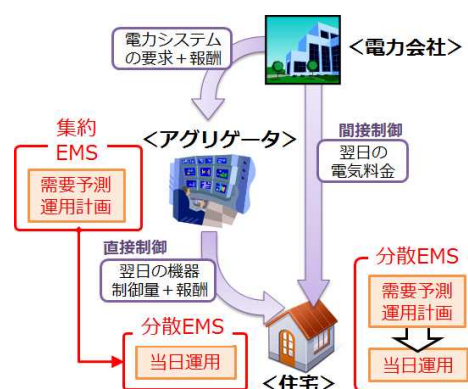 電力システム
の要求＋報酬
＜電力会社＞
集約
EMS
＜アグリゲータ＞
間接制御
翌日の
電気料金
需要予測
運用計画
直接制御
翌日の機器
制御量＋報酬
分散EMS
需要予測
運用計画
分散EMS
当日運用
当日運用
＜住宅＞